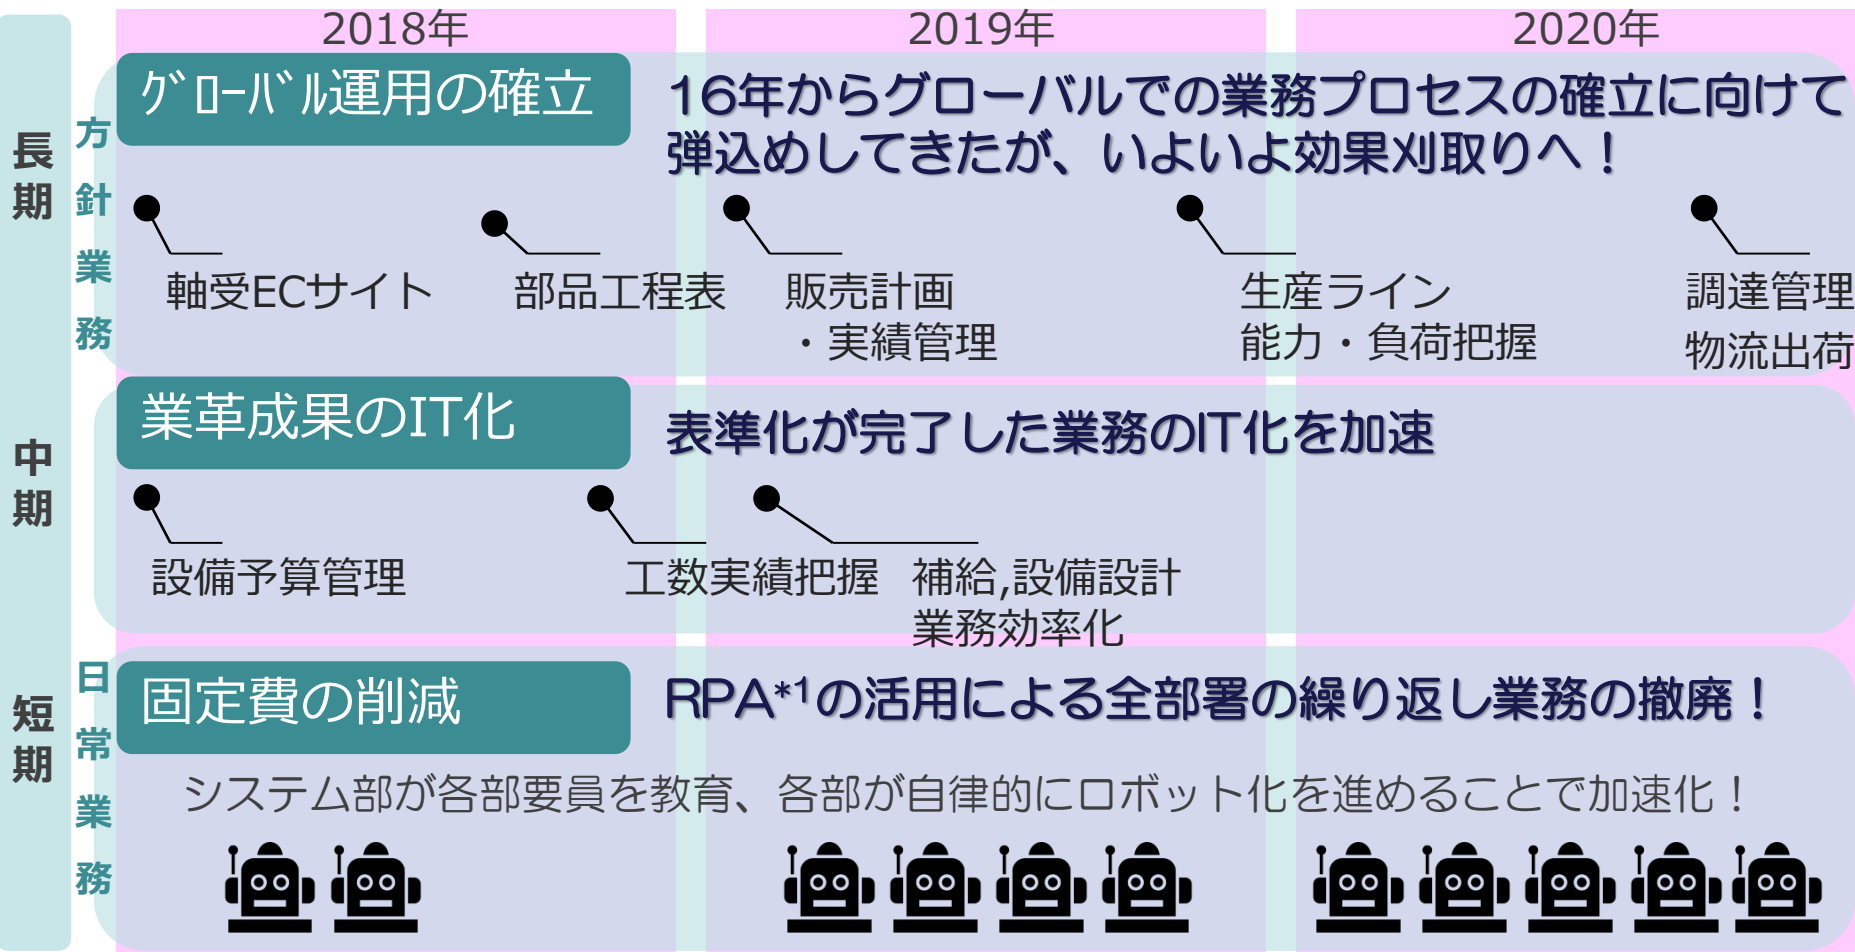 2018年
2019年
2020年
長期
方針業務
ｸﾞﾛｰﾊﾞﾙ運用の確立
16年からグローバルでの業務プロセスの確立に向けて
弾込めしてきたが、いよいよ効果刈取りへ！
軸受ECサイト
部品工程表
販売計画
・実績管理
生産ライン
能力・負荷把握
調達管理
物流出荷
中期
業革成果のIT化
表準化が完了した業務のIT化を加速
設備予算管理
工数実績把握
補給,設備設計
業務効率化
短期
日常業務
固定費の削減
RPA*1の活用による全部署の繰り返し業務の撤廃！
システム部が各部要員を教育、各部が自律的にロボット化を進めることで加速化！